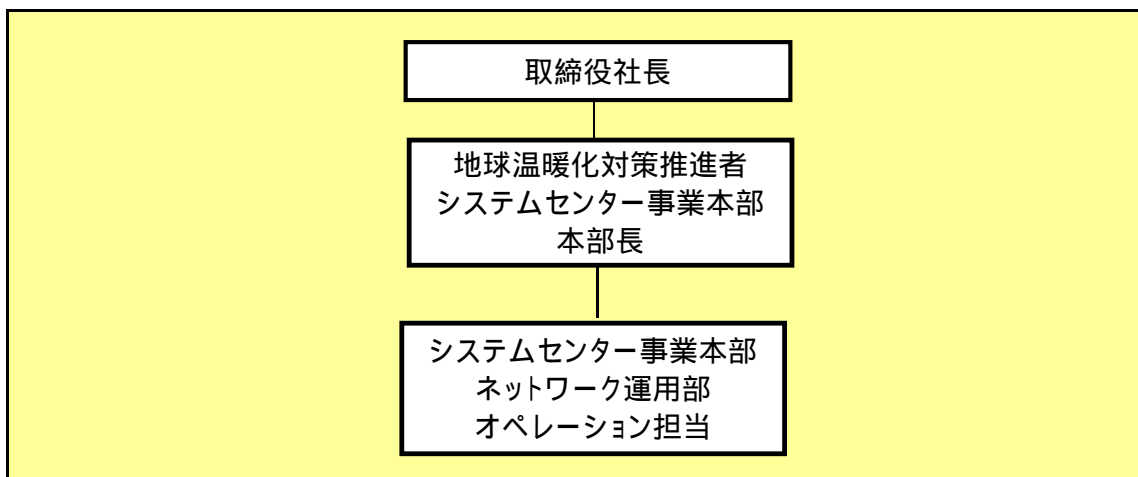 取締役社長
地球温暖化対策推進者
システムセンター事業本部
本部長
システムセンター事業本部
ネットワーク運用部
オペレーション担当